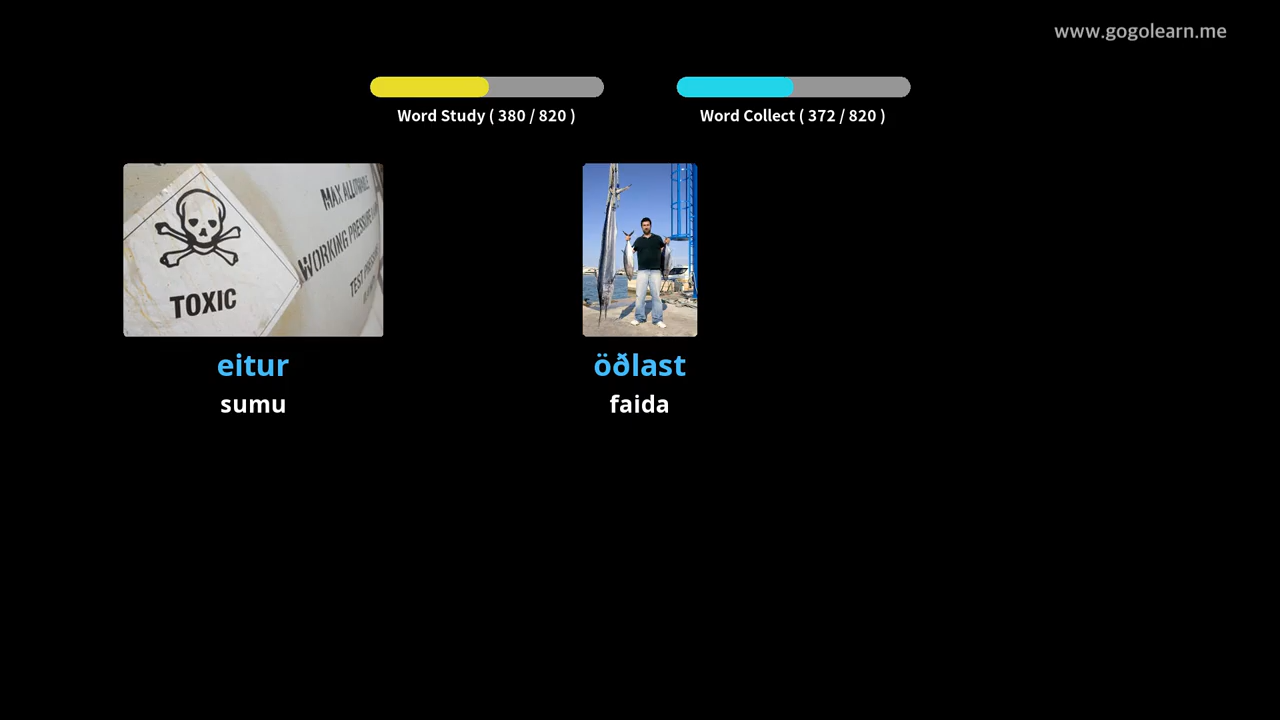 www.gogolearn.me
Word Study ( 380 / 820 )
Word Collect ( 372 / 820 )
TOXIC
MAX ALLOWABLE
WORKING PRESSURE
eitur
sumu
öðlast
faida